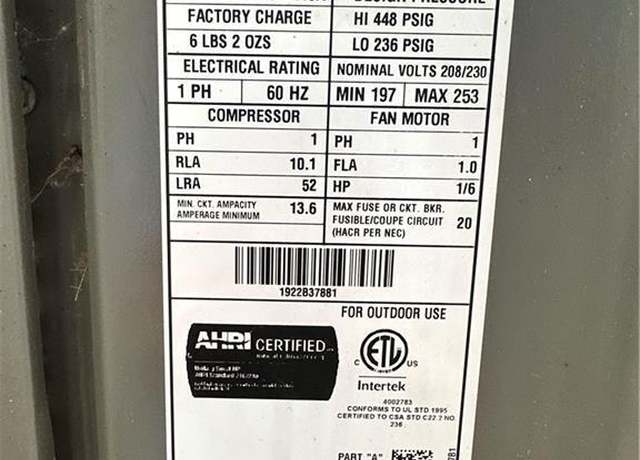 DESIGN PRESSURE
FACTORY CHARGE HI 448 PSIG
6 LBS 2 OZS LO 236 PSIG
ELECTRICAL RATING NOMINAL VOLTS 208/230
1 PH 60 HZ MIN 197 MAX 253
COMPRESSOR FAN MOTOR
PH 1 PH 1
RLA 10.1 FLA 1.0
LRA 52 HP 1/6
MIN. CKT. AMPACITY
AMPERAGE MINIMUM 13.6
MAX FUSE OR CKT. BKR.
FUSIBLE/COUPE CIRCUIT 20
(HACR PER NEC)
1922837881
FOR OUTDOOR USE
AHRI CERTIFIED
C ETL US
Intertek
4002783
CONFORMS TO UL STD 1995
CERTIFIED TO CSA STD C22.2 NO.
236
PART "A"